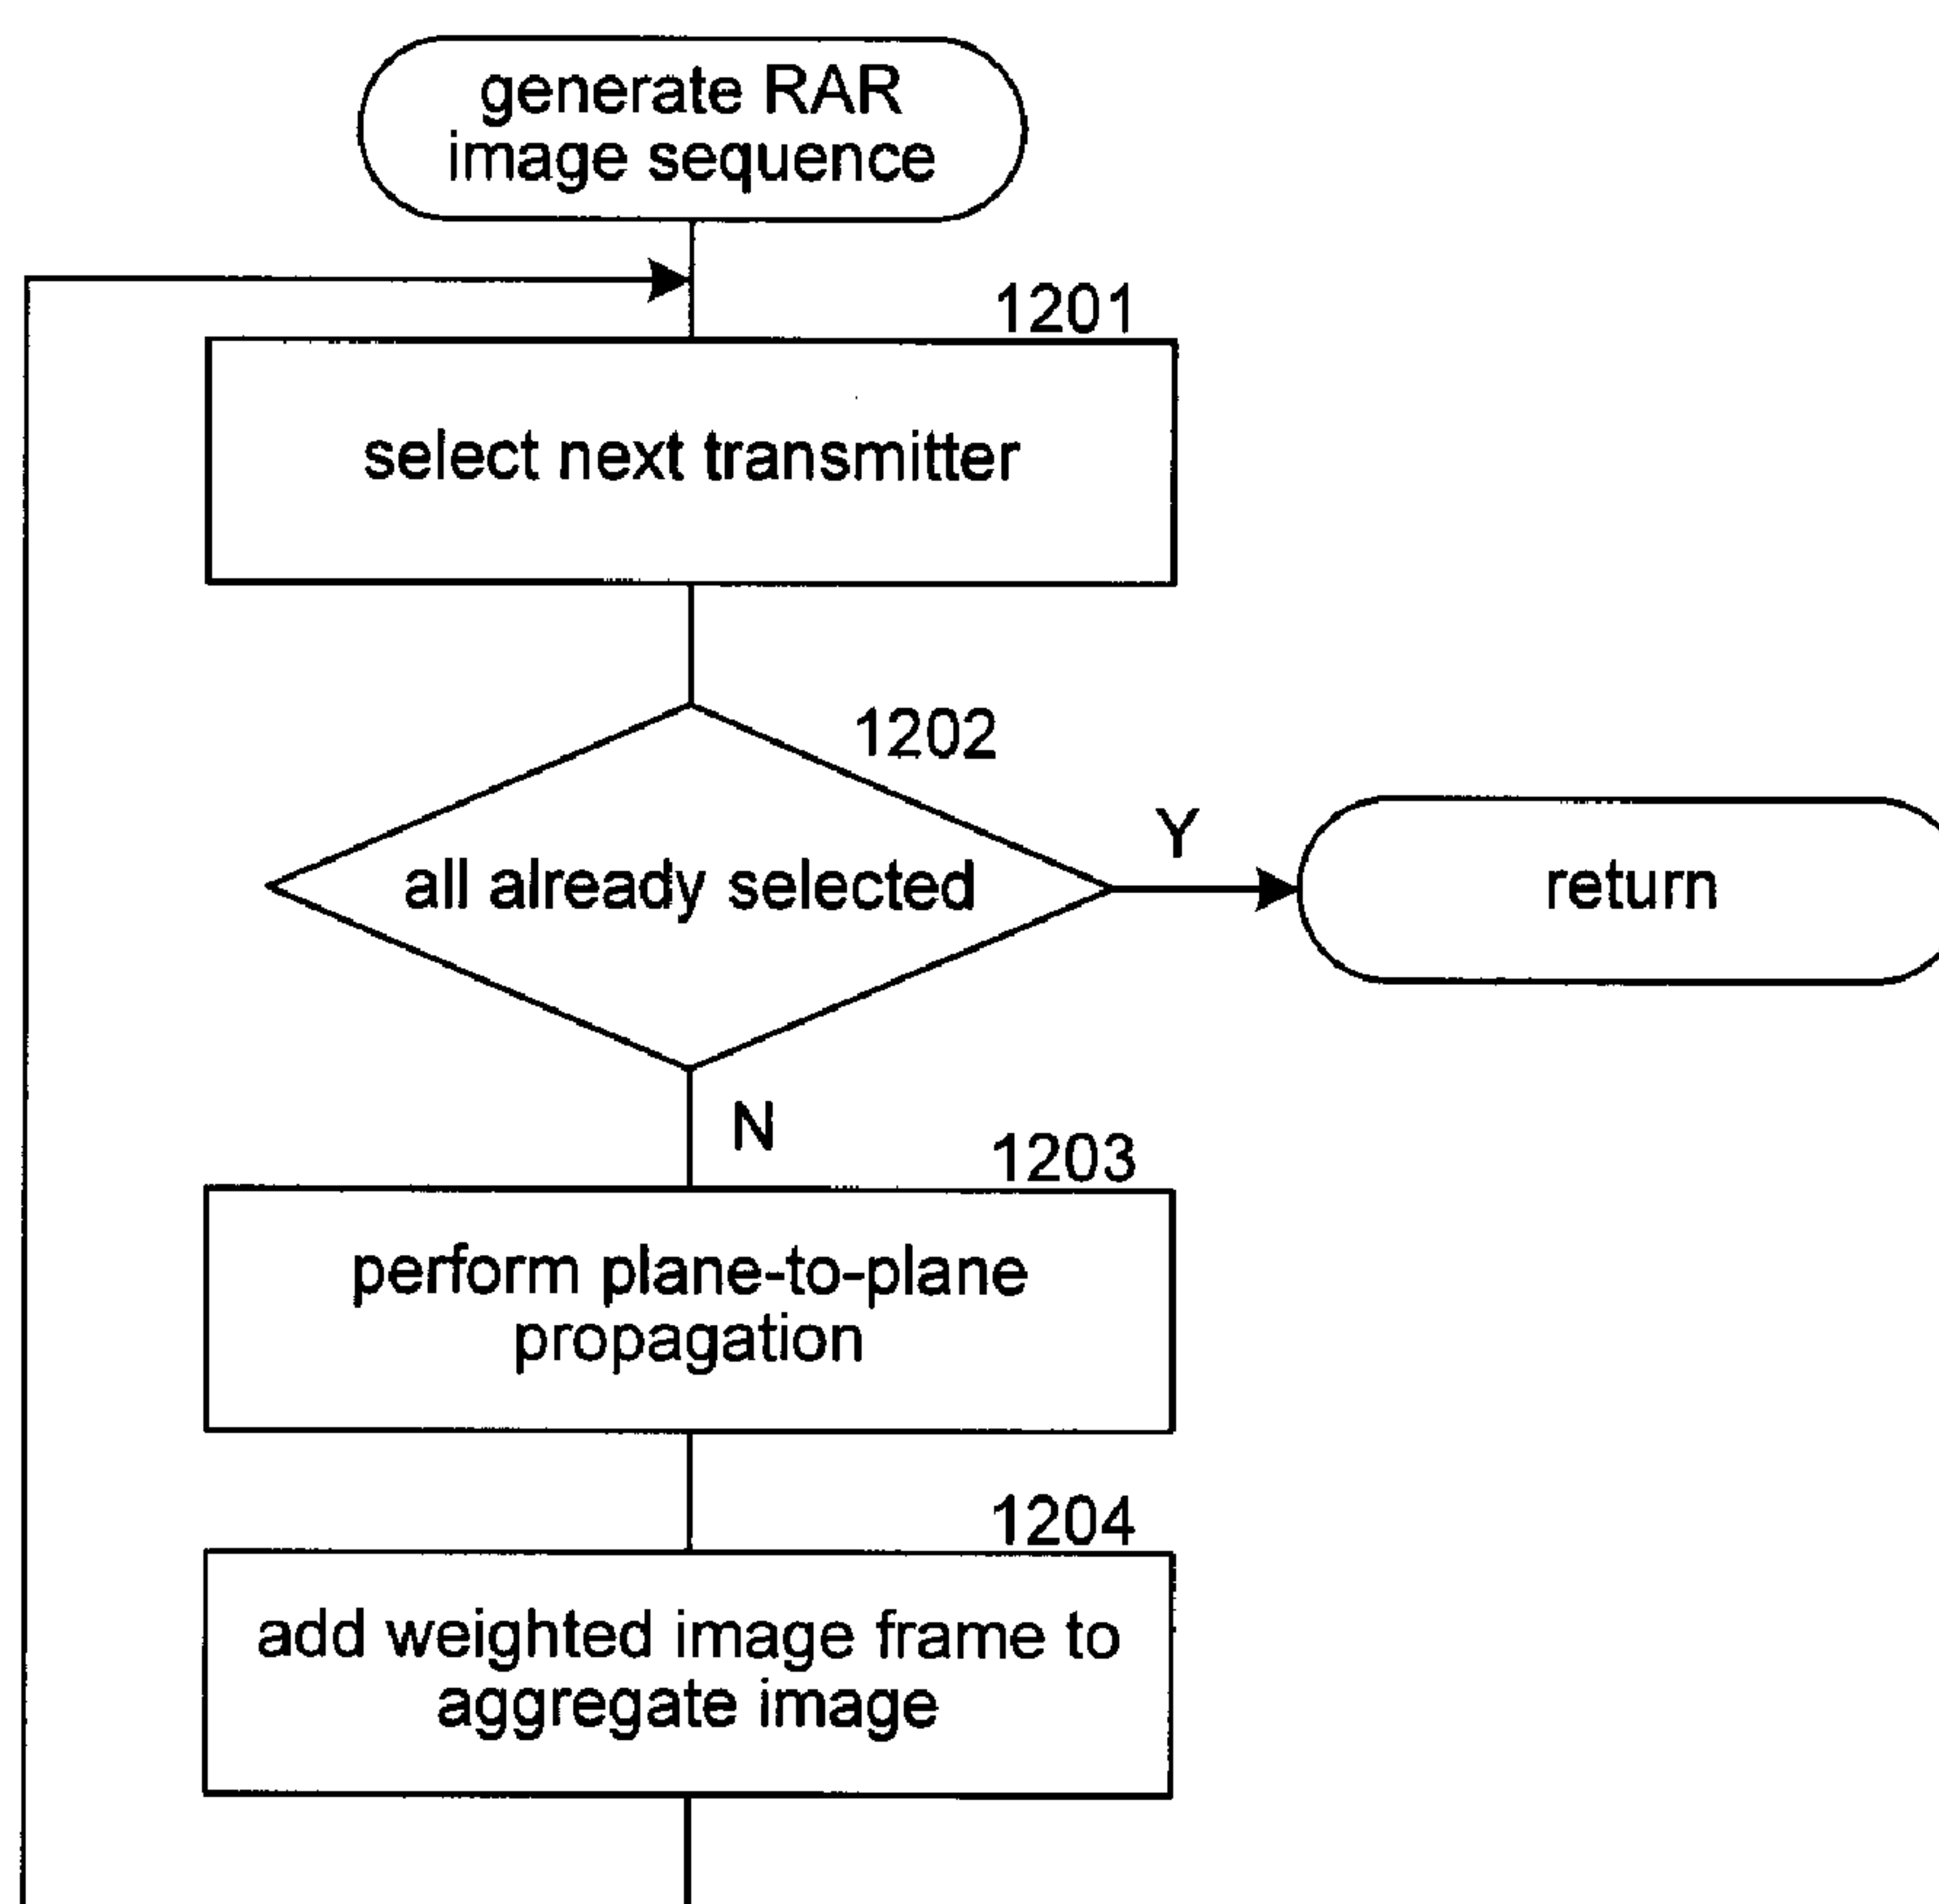 generate RAR
image sequence
1201
select next transmitter
1202
all already selected
Y
return
N
1203
perform plane-to-plane
propagation
1204
add weighted image frame to
aggregate image